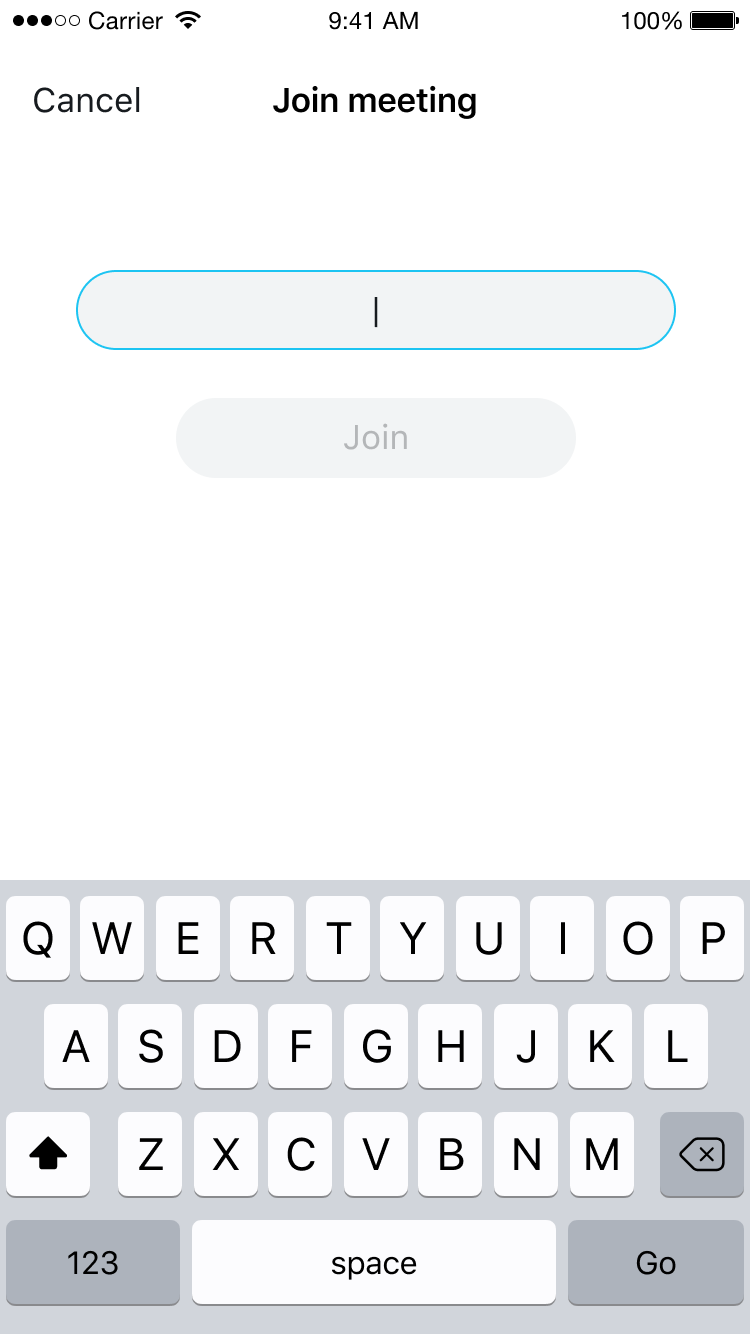 Carrier 9:41 AM 100%
Cancel Join meeting
Join
Q W E R T Y U I O P
A S D F G H J K L
Z X C V B N M
123 space Go